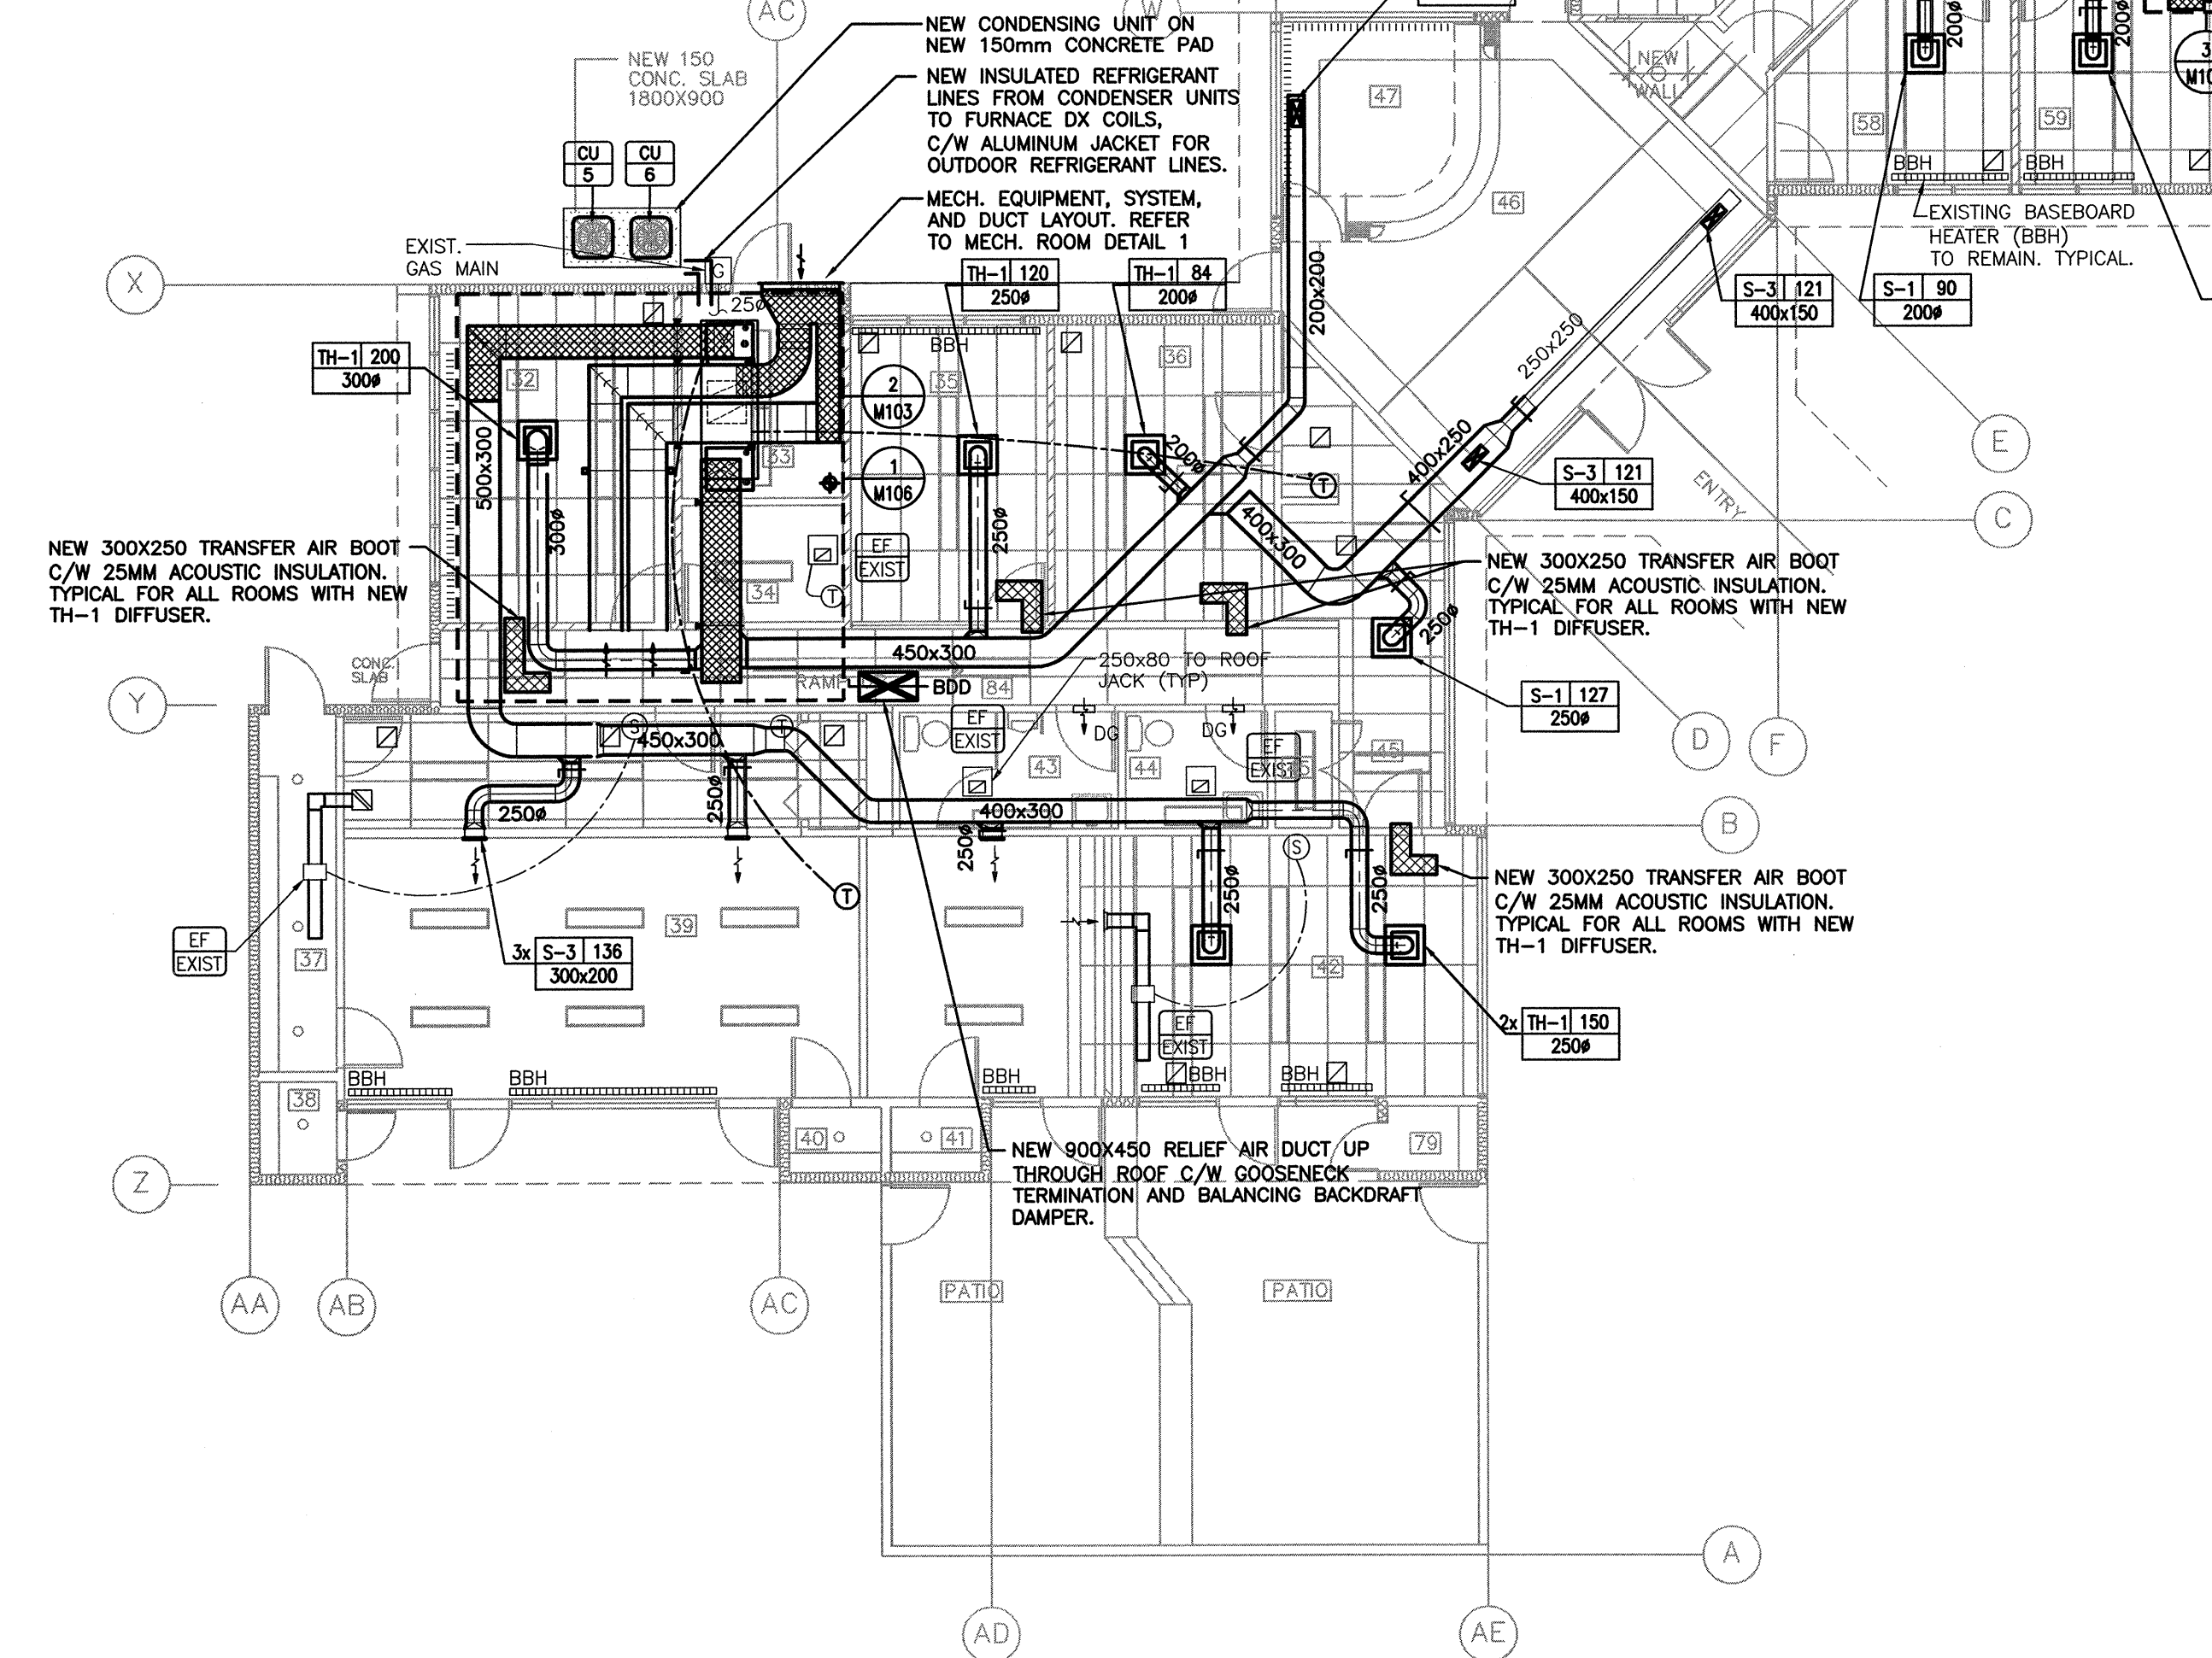 AC
W
NEW CONDENSING UNIT ON
NEW 150mm CONCRETE PAD
NEW 150
CONC. SLAB
1800X900
NEW INSULATED REFRIGERANT
LINES FROM CONDENSER UNITS
TO FURNACE DX COILS,
C/W ALUMINUM JACKET FOR
OUTDOOR REFRIGERANT LINES.
MECH. EQUIPMENT, SYSTEM,
AND DUCT LAYOUT. REFER
TO MECH. ROOM DETAIL 1
CU
5
CU
6
EXIST.
GAS MAIN
G
X
250ø
TH-1 120
250ø
TH-1 84
200ø
47
46
NEW
WALL
200ø
200ø
3
58
59
BBH
BBH
EXISTING BASEBOARD
HEATER (BBH)
TO REMAIN. TYPICAL.
S-3 121
400x150
S-1 90
200ø
200x200
250x250
TH-1 200
300ø
32
BBH
35
36
2
M103
1
M106
33
500x300
300ø
250ø
200ø
T
400x250
400x300
S-3 121
400x150
ENTRY
E
C
EF
EXIST
34
T
NEW 300X250 TRANSFER AIR BOOT
C/W 25MM ACOUSTIC INSULATION.
TYPICAL FOR ALL ROOMS WITH NEW
TH-1 DIFFUSER.
NEW 300X250 TRANSFER AIR BOOT
C/W 25MM ACOUSTIC INSULATION.
TYPICAL FOR ALL ROOMS WITH NEW
TH-1 DIFFUSER.
250ø
450x300
250x80 TO ROOF
JACK (TYP)
CONC.
SLAB
RAMP
BDD
84
S-1 127
250ø
Y
D
F
S
T
450x300
EF
EXIST
DG
DG
EF
EXIST
43
44
45
250ø
250ø
400x300
250ø
B
S
T
250ø
250ø
NEW 300X250 TRANSFER AIR BOOT
C/W 25MM ACOUSTIC INSULATION.
TYPICAL FOR ALL ROOMS WITH NEW
TH-1 DIFFUSER.
EF
EXIST
37
39
3x S-3 136
300x200
42
2x TH-1 150
250ø
EF
EXIST
BBH
BBH
BBH
BBH
BBH
38
40
41
79
NEW 900X450 RELIEF AIR DUCT UP
THROUGH ROOF C/W GOOSENECK
TERMINATION AND BALANCING BACKDRAFT
DAMPER.
Z
AA
AB
AC
PATIO
PATIO
A
AD
AE